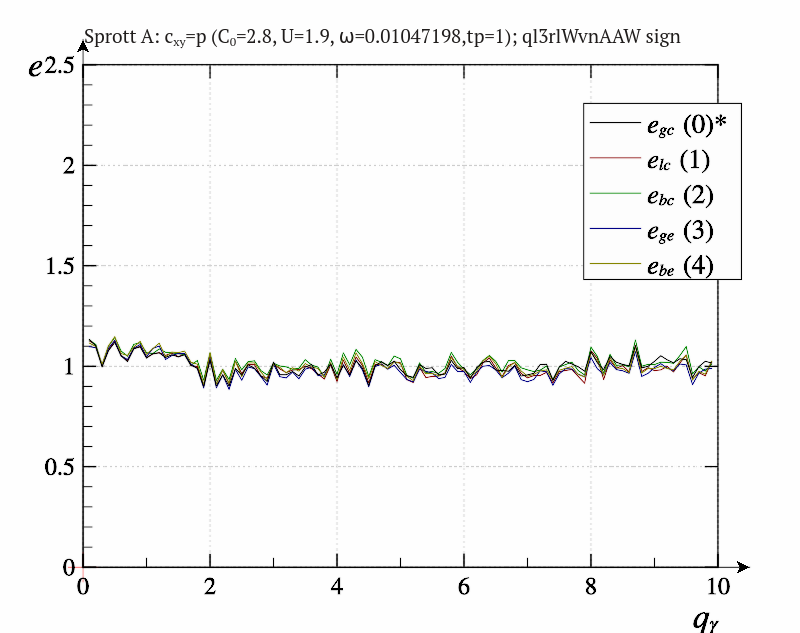 Sprott A: cxy=p (C0=2.8, U=1.9, ω=0.01047198,tp=1); ql3rlWvnAAW sign
e
2.5
2
1.5
1
0.5
0
0 2 4 6 8 10
qγ
egc (0)*
elc (1)
ebc (2)
ege (3)
ebe (4)